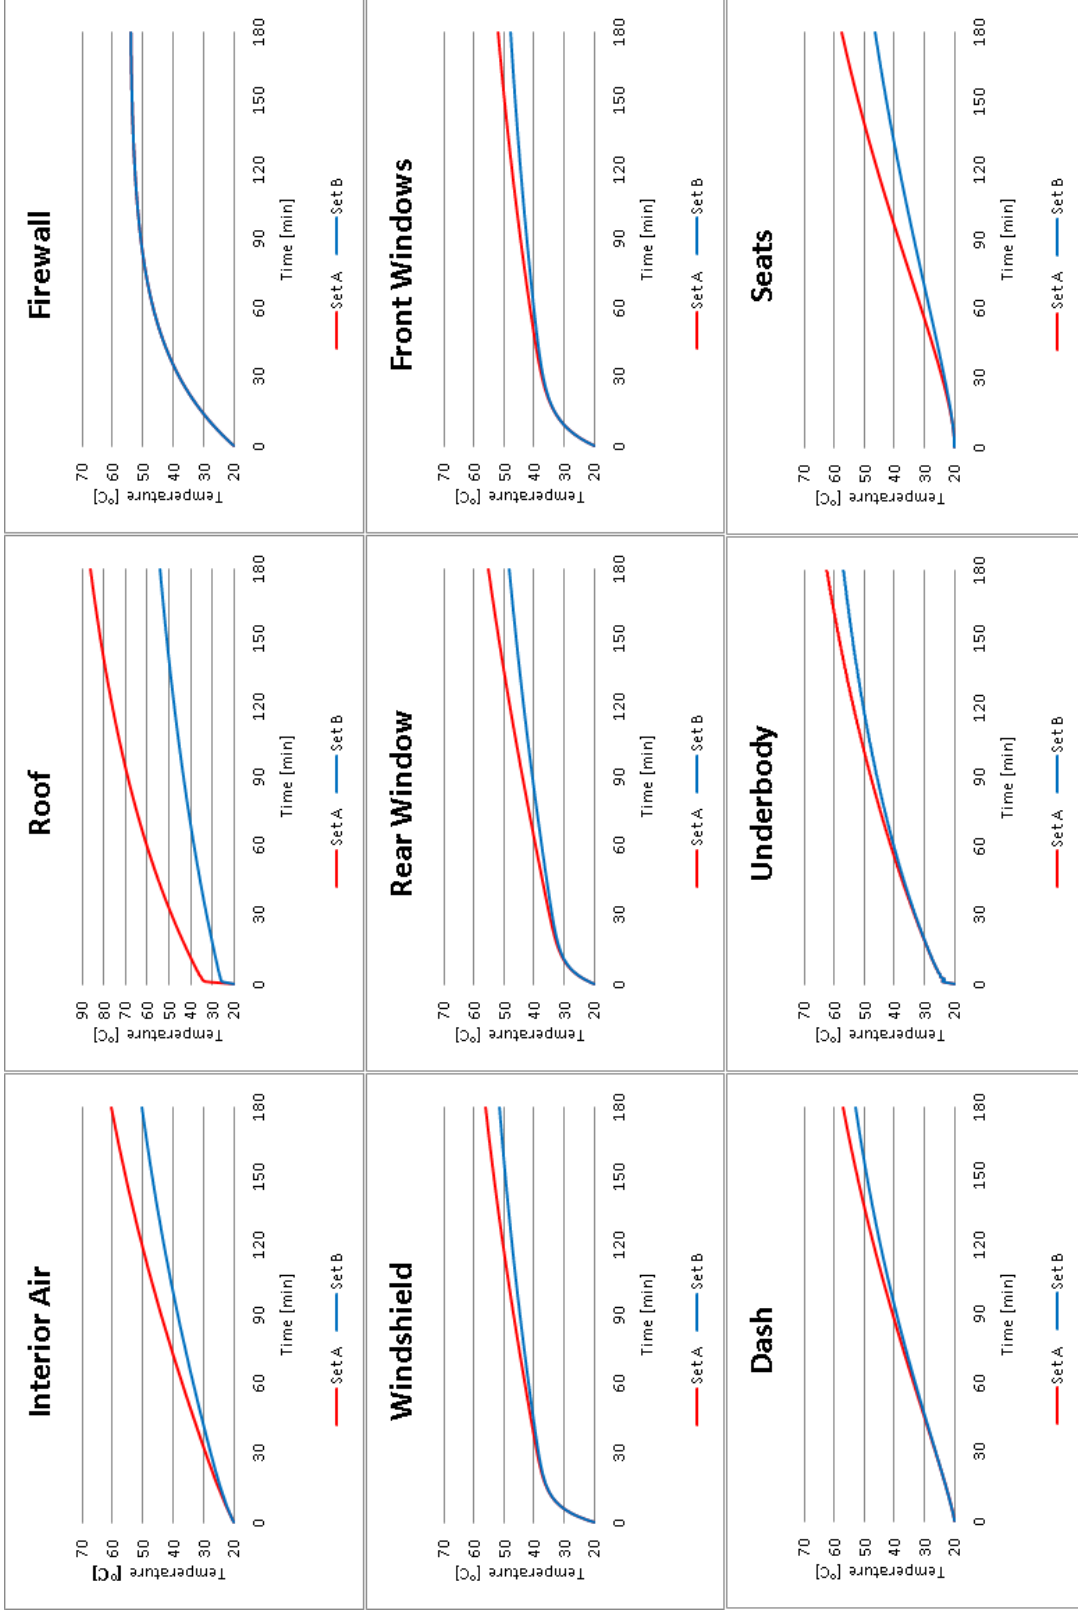 Interior Air
Temperature [°C]
70
60
50
40
30
20
0 30 60 90 120 150 180
Time [min]
Set A Set B
Roof
Temperature [°C]
90
80
70
60
50
40
30
20
0 30 60 90 120 150 180
Time [min]
Set A Set B
Firewall
Temperature [°C]
70
60
50
40
30
20
0 30 60 90 120 150 180
Time [min]
Set A Set B
Windshield
Temperature [°C]
70
60
50
40
30
20
0 30 60 90 120 150 180
Time [min]
Set A Set B
Rear Window
Temperature [°C]
70
60
50
40
30
20
0 30 60 90 120 150 180
Time [min]
Set A Set B
Front Windows
Temperature [°C]
70
60
50
40
30
20
0 30 60 90 120 150 180
Time [min]
Set A Set B
Dash
Temperature [°C]
70
60
50
40
30
20
0 30 60 90 120 150 180
Time [min]
Set A Set B
Underbody
Temperature [°C]
70
60
50
40
30
20
0 30 60 90 120 150 180
Time [min]
Set A Set B
Seats
Temperature [°C]
70
60
50
40
30
20
0 30 60 90 120 150 180
Time [min]
Set A Set B